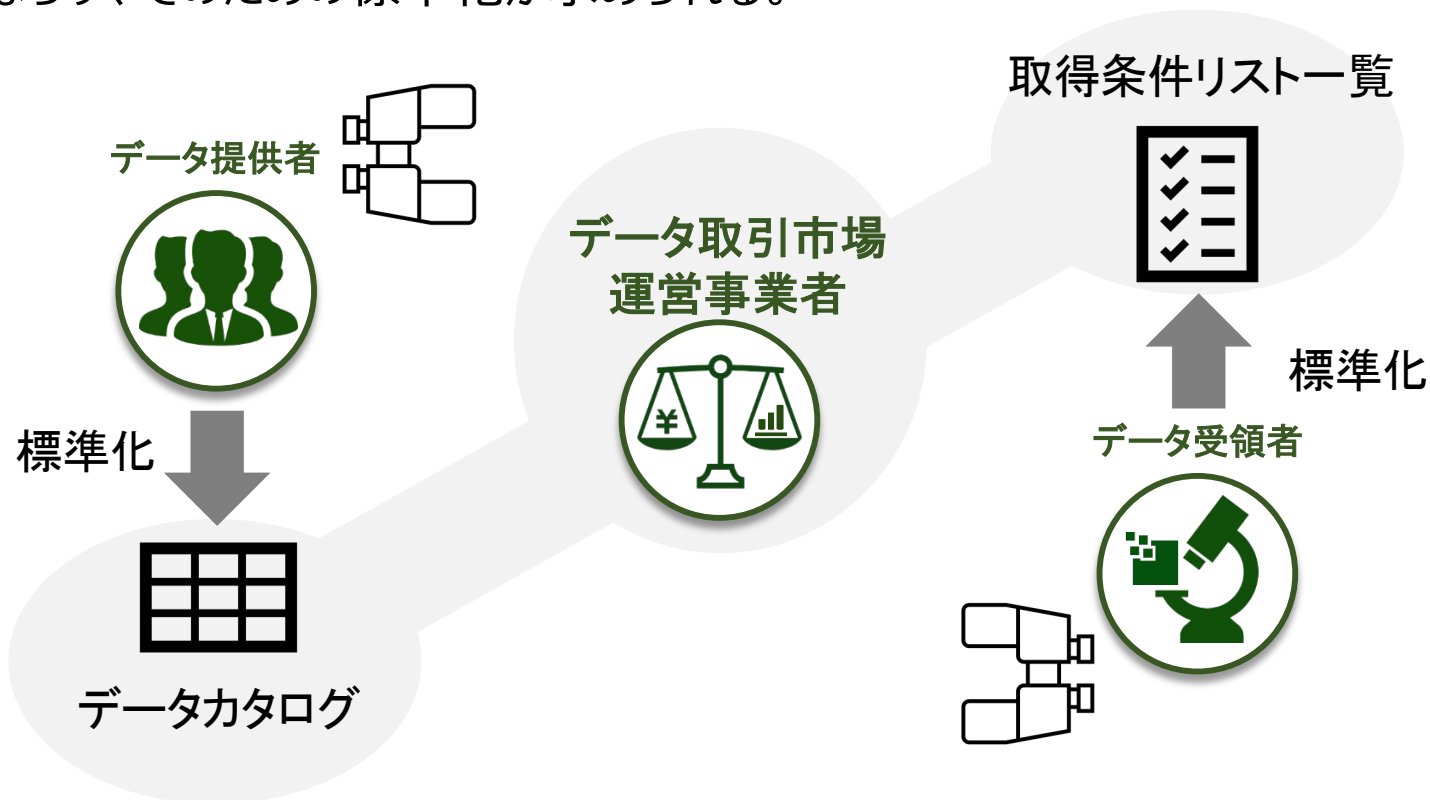 取得条件リスト一覧
データ提供者
データ取引市場
運営事業者
¥
標準化
標準化
データ受領者
データカタログ